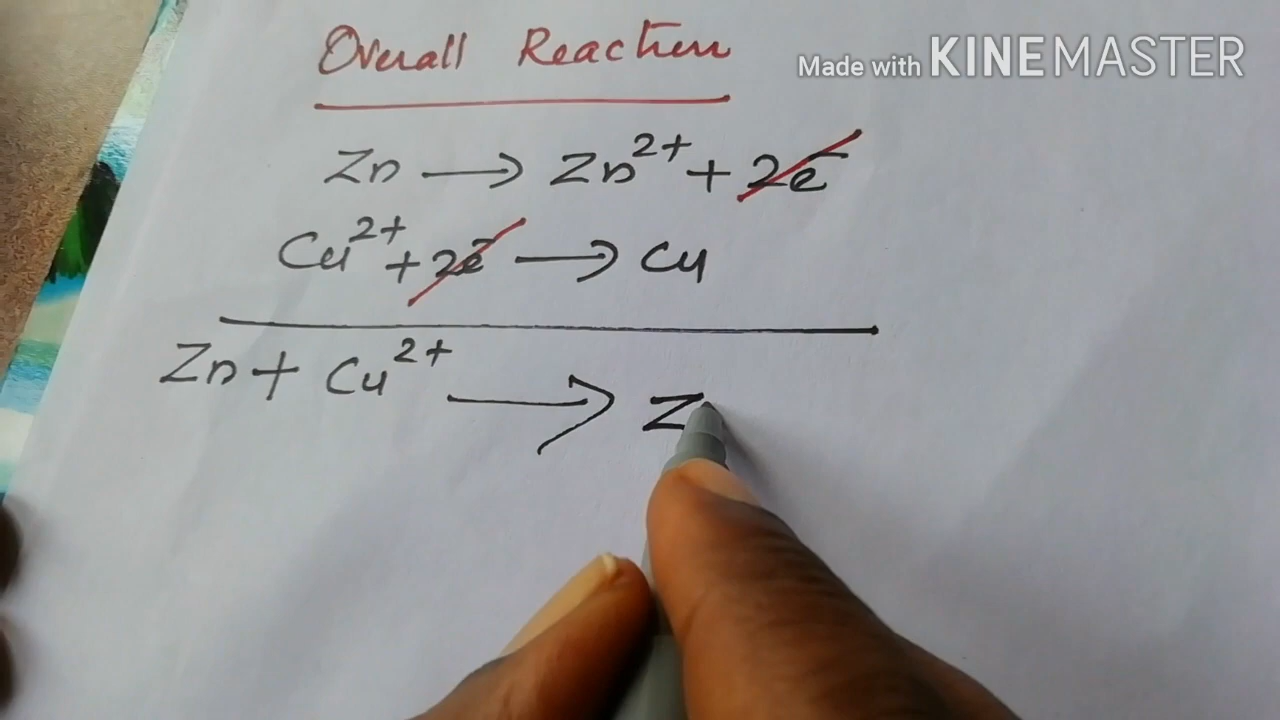 Overall Reaction
Made with KINEMASTER
Zn → Zn²⁺ + 2e⁻
Cu²⁺ + 2e⁻ → Cu
Zn + Cu²⁺ → Z